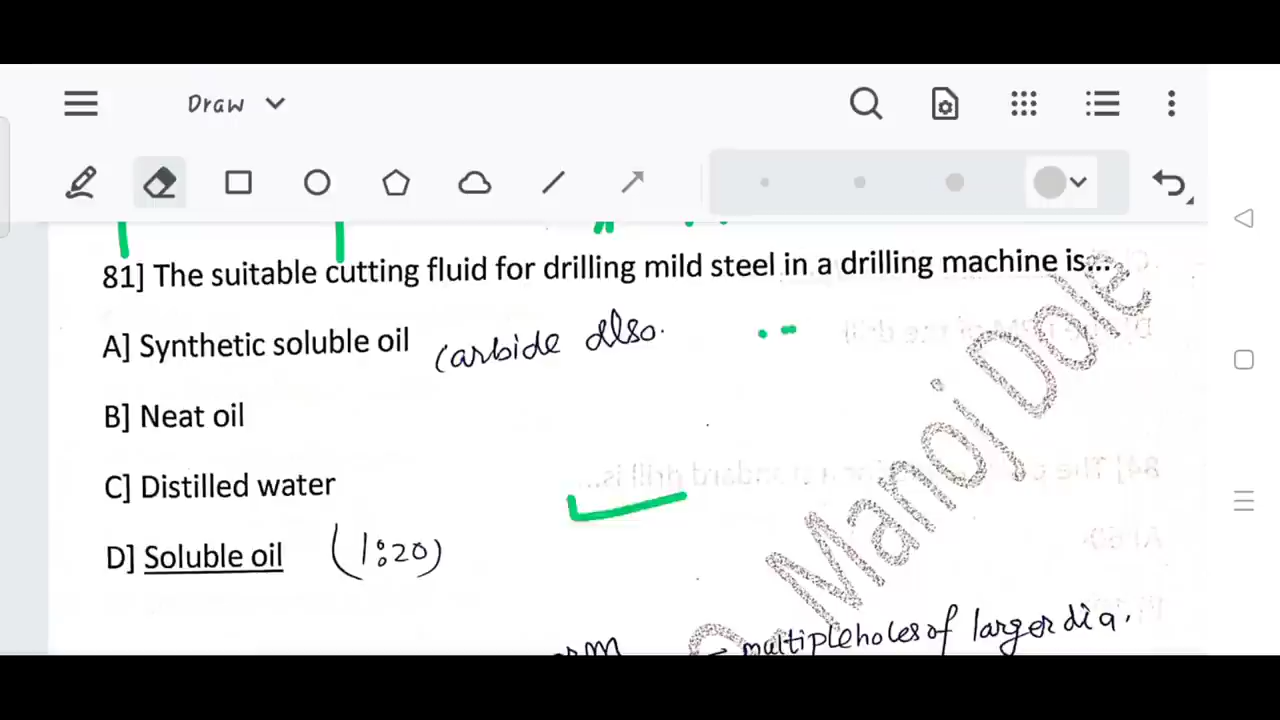 Draw
81] The suitable cutting fluid for drilling mild steel in a drilling machine is...
A] Synthetic soluble oil carbide also.
B] Neat oil
C] Distilled water
D] Soluble oil (1:20)
→ multiple holes of larger dia.
Manoj Dole